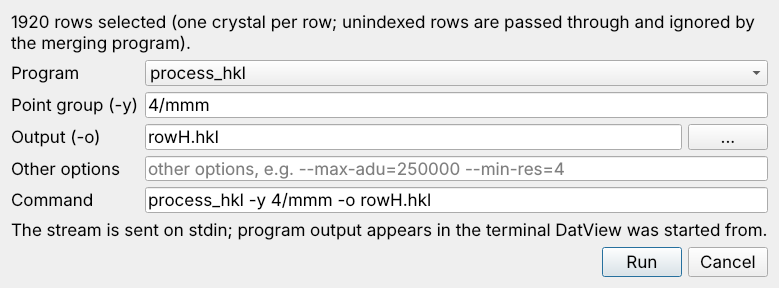 1920 rows selected (one crystal per row; unindexed rows are passed through and ignored by
the merging program).
Program process_hkl
Point group (-y) 4/mmm
Output (-o) rowH.hkl ...
Other options other options, e.g. --max-adu=250000 --min-res=4
Command process_hkl -y 4/mmm -o rowH.hkl
The stream is sent on stdin; program output appears in the terminal DatView was started from.
Run Cancel